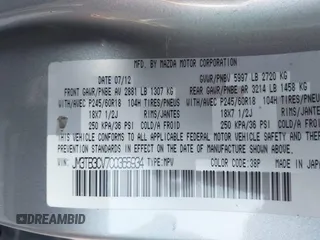 MFD. BY MAZDA MOTOR CORPORATION
DATE: 07/12 GVWR/PNBV 5997 LB 2720 KG
FRONT GAWR/PNBE AV 2881 LB 1307 KG REAR GAWR/PNBE AR 3214 LB 1458 KG
WITH/AVEC P245/60R18 104H TIRES/PNEUS WITH/AVEC P245/60R18 104H TIRES/PNEUS
18X7 1/2J RIMS/JANTES 18X7 1/2J RIMS/JANTES
250 KPA/36 PSI COLD/A FROID 250 KPA/36 PSI COLD/A FROID
THIS VEHICLE CONFORMS TO ALL APPLICABLE FEDERAL MOTOR
VEHICLE SAFETY STANDARDS IN EFFECT ON THE
DATE OF MANUFACTURE SHOWN ABOVE.
TYPE: MPV
COLOR CODE: 38P MADE IN JAPAN
DREAMBID